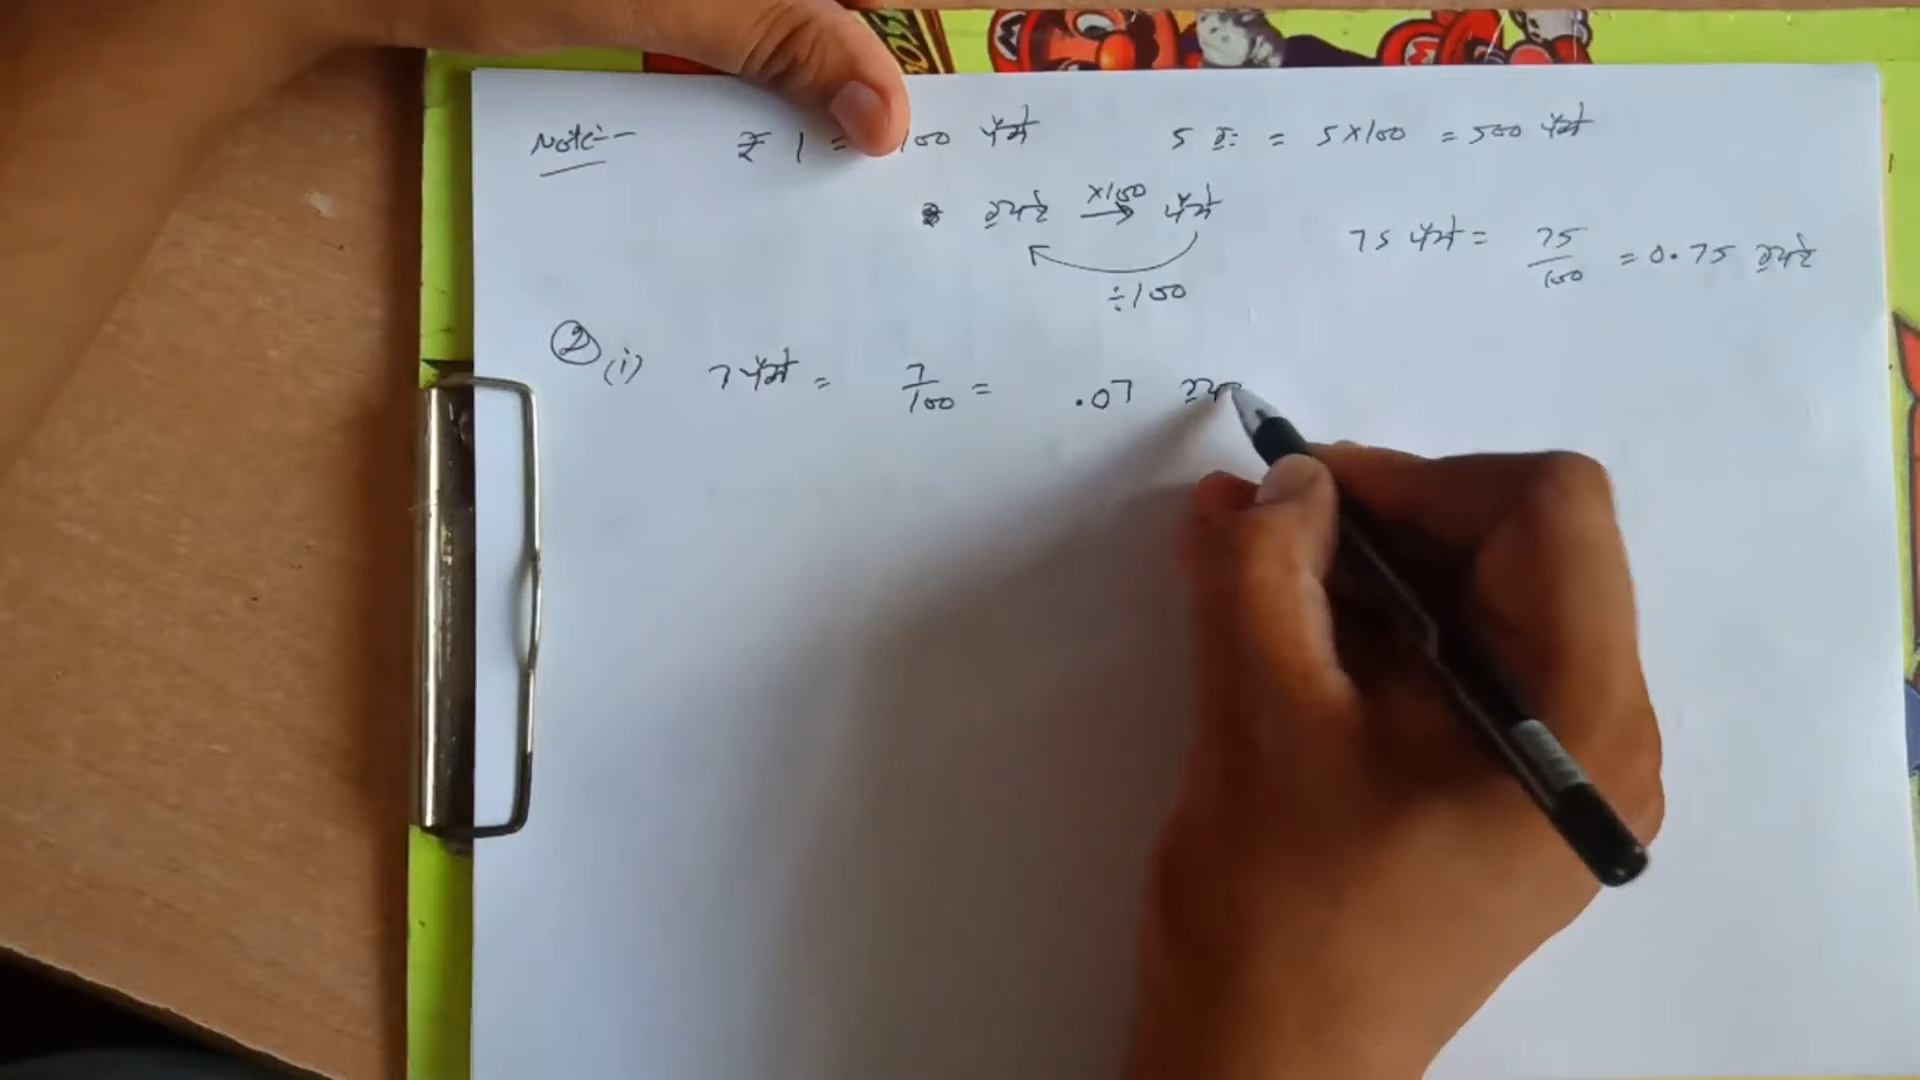 Note:- ₹ 1 = 100 पैसे 5 रु: = 5 x 100 = 500 पैसे
रुपये x100 → पैसे
÷100
75 पैसे = 75/100 = 0.75 रुपये
② (i) 7 पैसे = 7/100 = .07